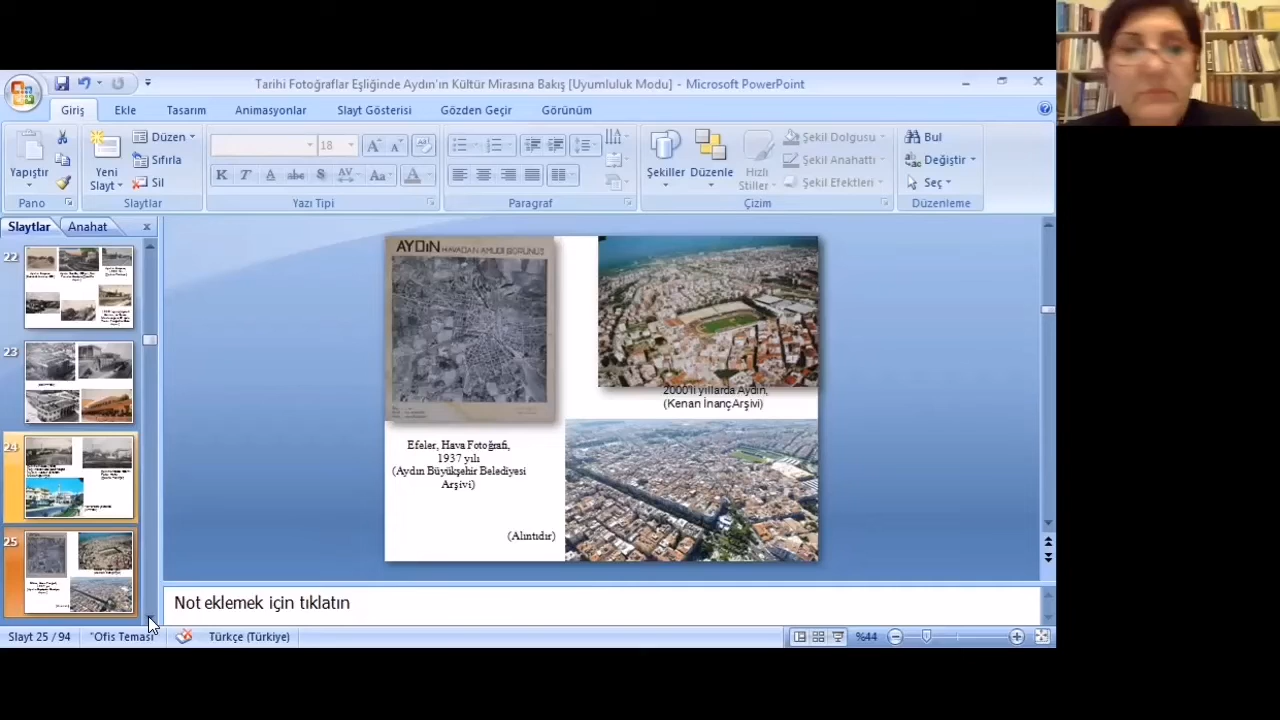 Tarihi Fotoğraflar Eşliğinde Aydın'ın Kültür Mirasına Bakış [Uyumluluk Modu] - Microsoft PowerPoint
Giriş Ekle Tasarım Animasyonlar Slayt Gösterisi Gözden Geçir Görünüm
Yapıştır
Pano
Yeni
Slayt
Düzen
Sıfırla
Sil
Slaytlar
18
Yazı Tipi
Paragraf
Şekiller
Düzenle
Hızlı
Stiller
Şekil Dolgusu
Şekil Anahattı
Şekil Efektleri
Çizim
Bul
Değiştir
Seç
Düzenleme
Slaytlar Anahat
22
23
24
25
AYDIN HAVADAN AMUDİ GÖRÜNÜŞ
2000'li yıllarda Aydın,
(Kenan İnanç Arşivi)
Efeler, Hava Fotoğrafı,
1937 yılı
(Aydın Büyükşehir Belediyesi
Arşivi)
(Alıntıdır)
Not eklemek için tıklatın
Slayt 25 / 94 "Ofis Teması" Türkçe (Türkiye) %44